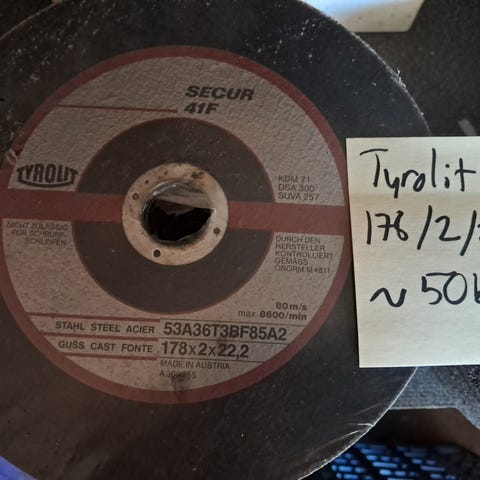 SECUR
41F
TYROLIT
KDM 71
DSA 300
SUVA 257
NICHT ZULÄSSIG
FÜR SCHRUPP-
SCHLEIFEN
DURCH DEN
HERSTELLER
KONTROLLIERT
GEMÄSS
ÖNORM M 4611
80 m/s
max. 8600/min
STAHL STEEL ACIER 53A36T3BF85A2
GUSS CAST FONTE 178x2x22,2
MADE IN AUSTRIA
Tyrolit
178/2/
~ 50